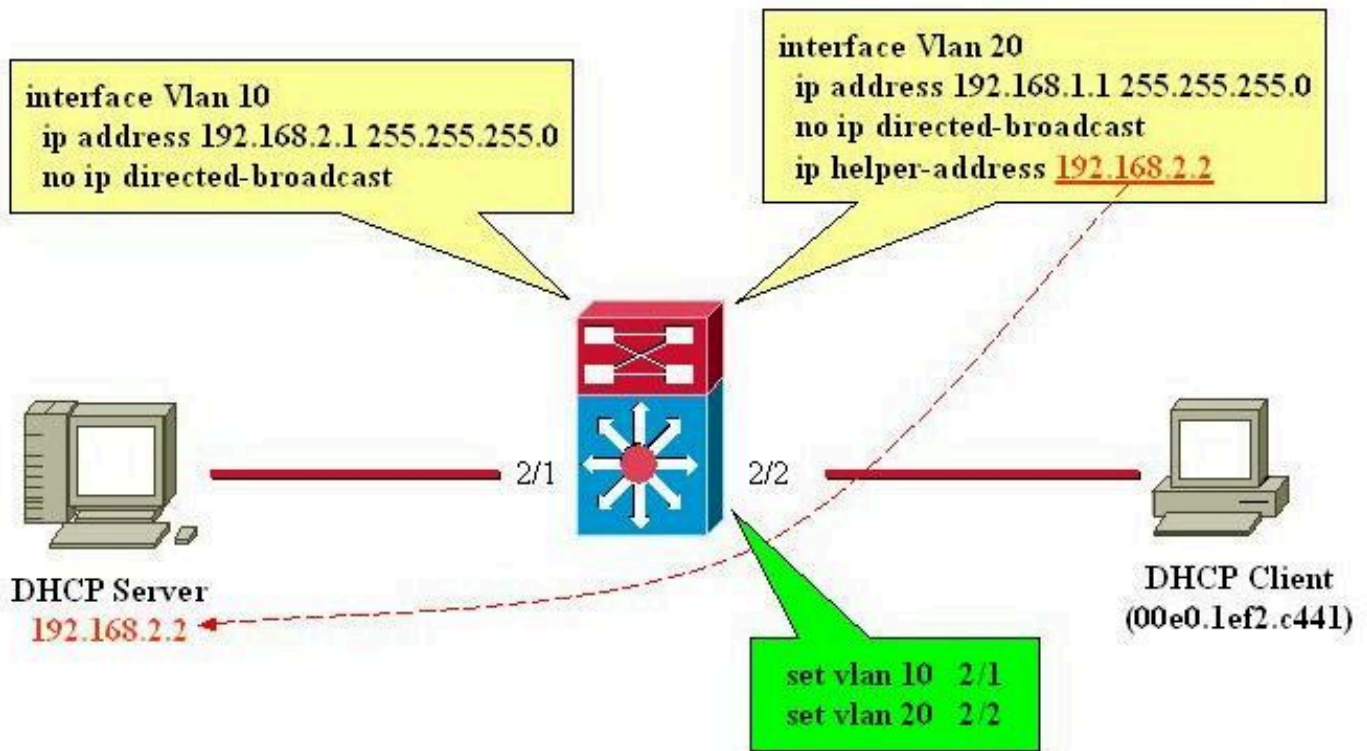 interface Vlan 10
ip address 192.168.2.1 255.255.255.0
no ip directed-broadcast
interface Vlan 20
ip address 192.168.1.1 255.255.255.0
no ip directed-broadcast
ip helper-address 192.168.2.2
2/1
2/2
DHCP Server
192.168.2.2
DHCP Client
(00e0.1ef2.c441)
set vlan 10 2/1
set vlan 20 2/2